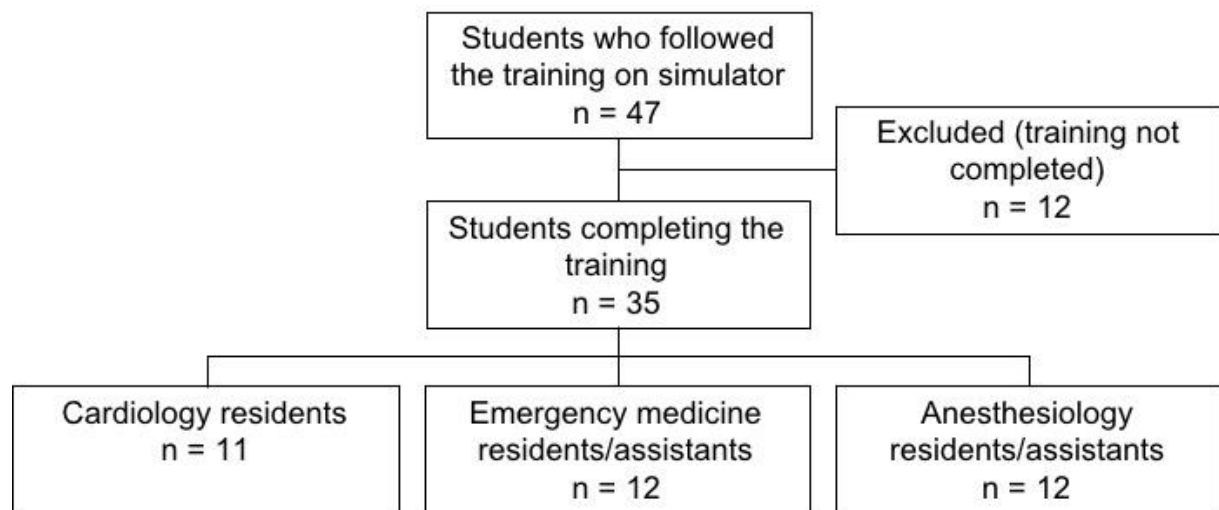 Students who followed
the training on simulator
n = 47
Excluded (training not
completed)
n = 12
Students completing the
training
n = 35
Cardiology residents
n = 11
Emergency medicine
residents/assistants
n = 12
Anesthesiology
residents/assistants
n = 12